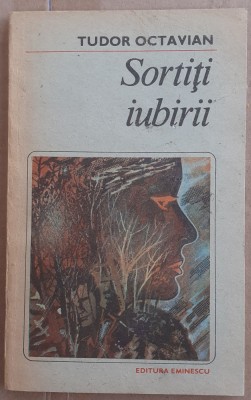 TUDOR OCTAVIAN
Sortiţi
iubirii
EDITURA EMINESCU